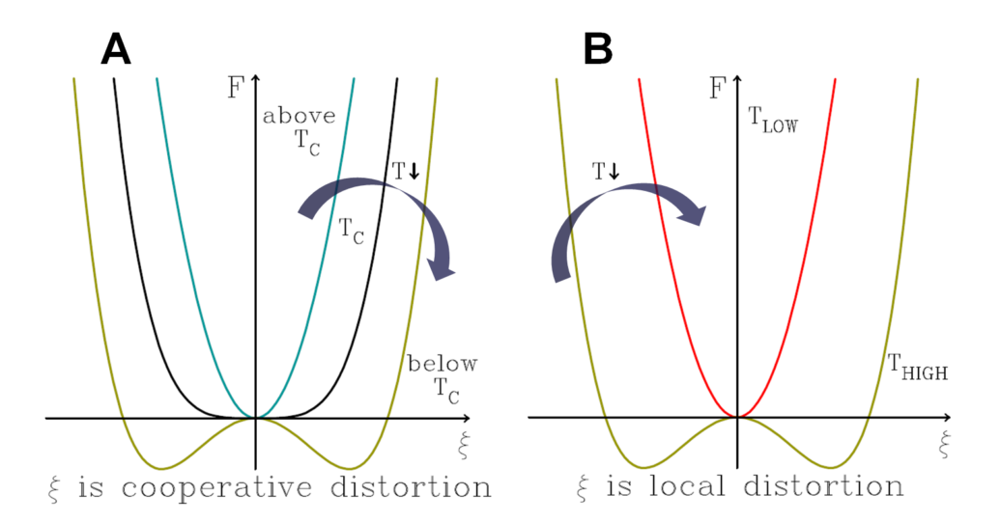 A
F
above
T_C
T↓
T_C
below
T_C
ξ
ξ is cooperative distortion
B
F
T_LOW
T↓
T_HIGH
ξ
ξ is local distortion